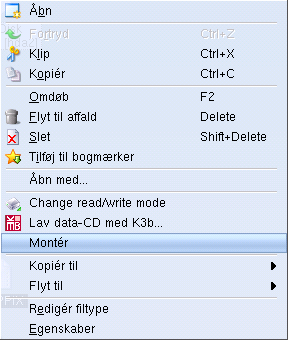 Åbn
Fortryd Ctrl+Z
Klip Ctrl+X
Kopiér Ctrl+C
Omdøb F2
Flyt til affald Delete
Slet Shift+Delete
Tilføj til bogmærker
Åbn med...
Change read/write mode
Lav data-CD med K3b...
Montér
Kopiér til
Flyt til
Redigér filtype
Egenskaber